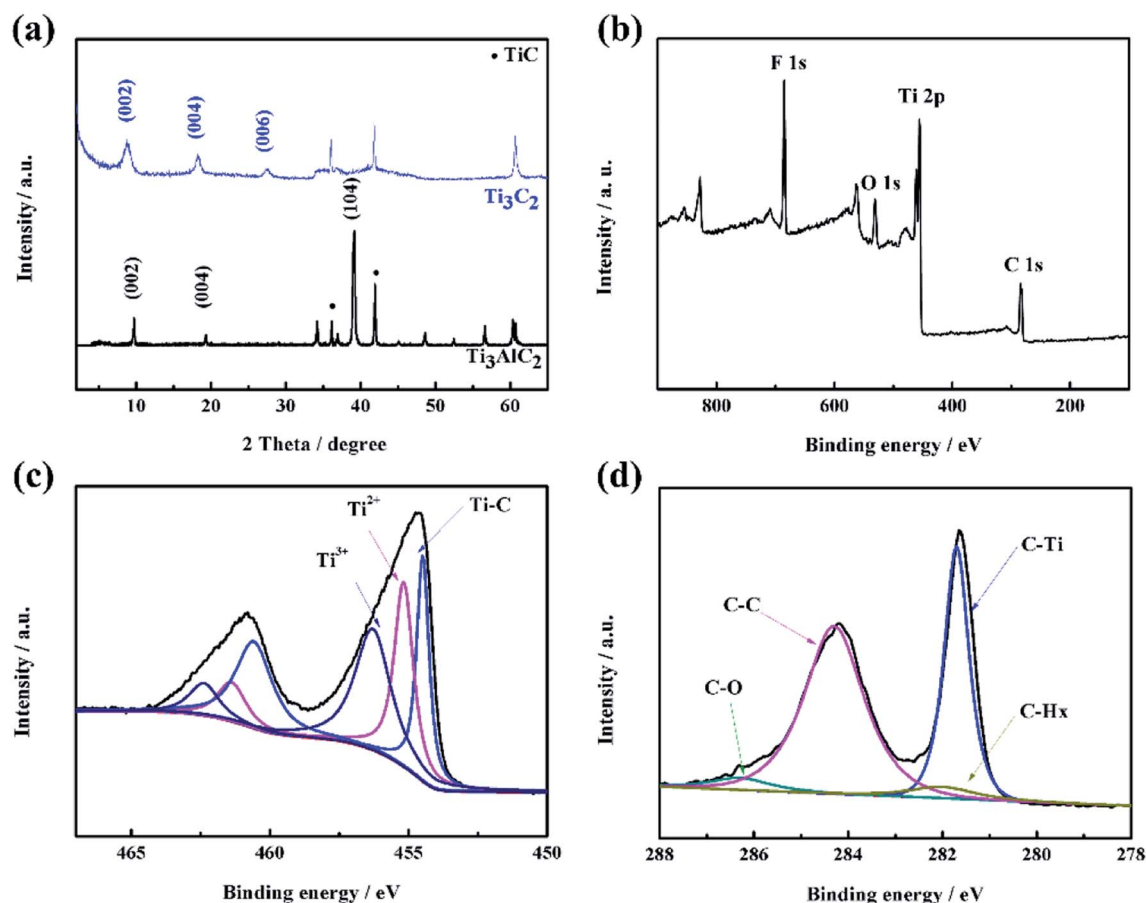 (a)
• TiC
(002)
(004)
(006)
Ti₃C₂
(104)
(002)
(004)
Ti₃AlC₂
Intensity / a.u.
10 20 30 40 50 60
2 Theta / degree
(b)
F 1s
Ti 2p
O 1s
C 1s
Intensity / a. u.
800 600 400 200
Binding energy / eV
(c)
Ti²⁺
Ti-C
Ti³⁺
Intensity / a.u.
465 460 455 450
Binding energy / eV
(d)
C-Ti
C-C
C-O
C-Hx
Intensity / a.u.
288 286 284 282 280 278
Binding energy / eV